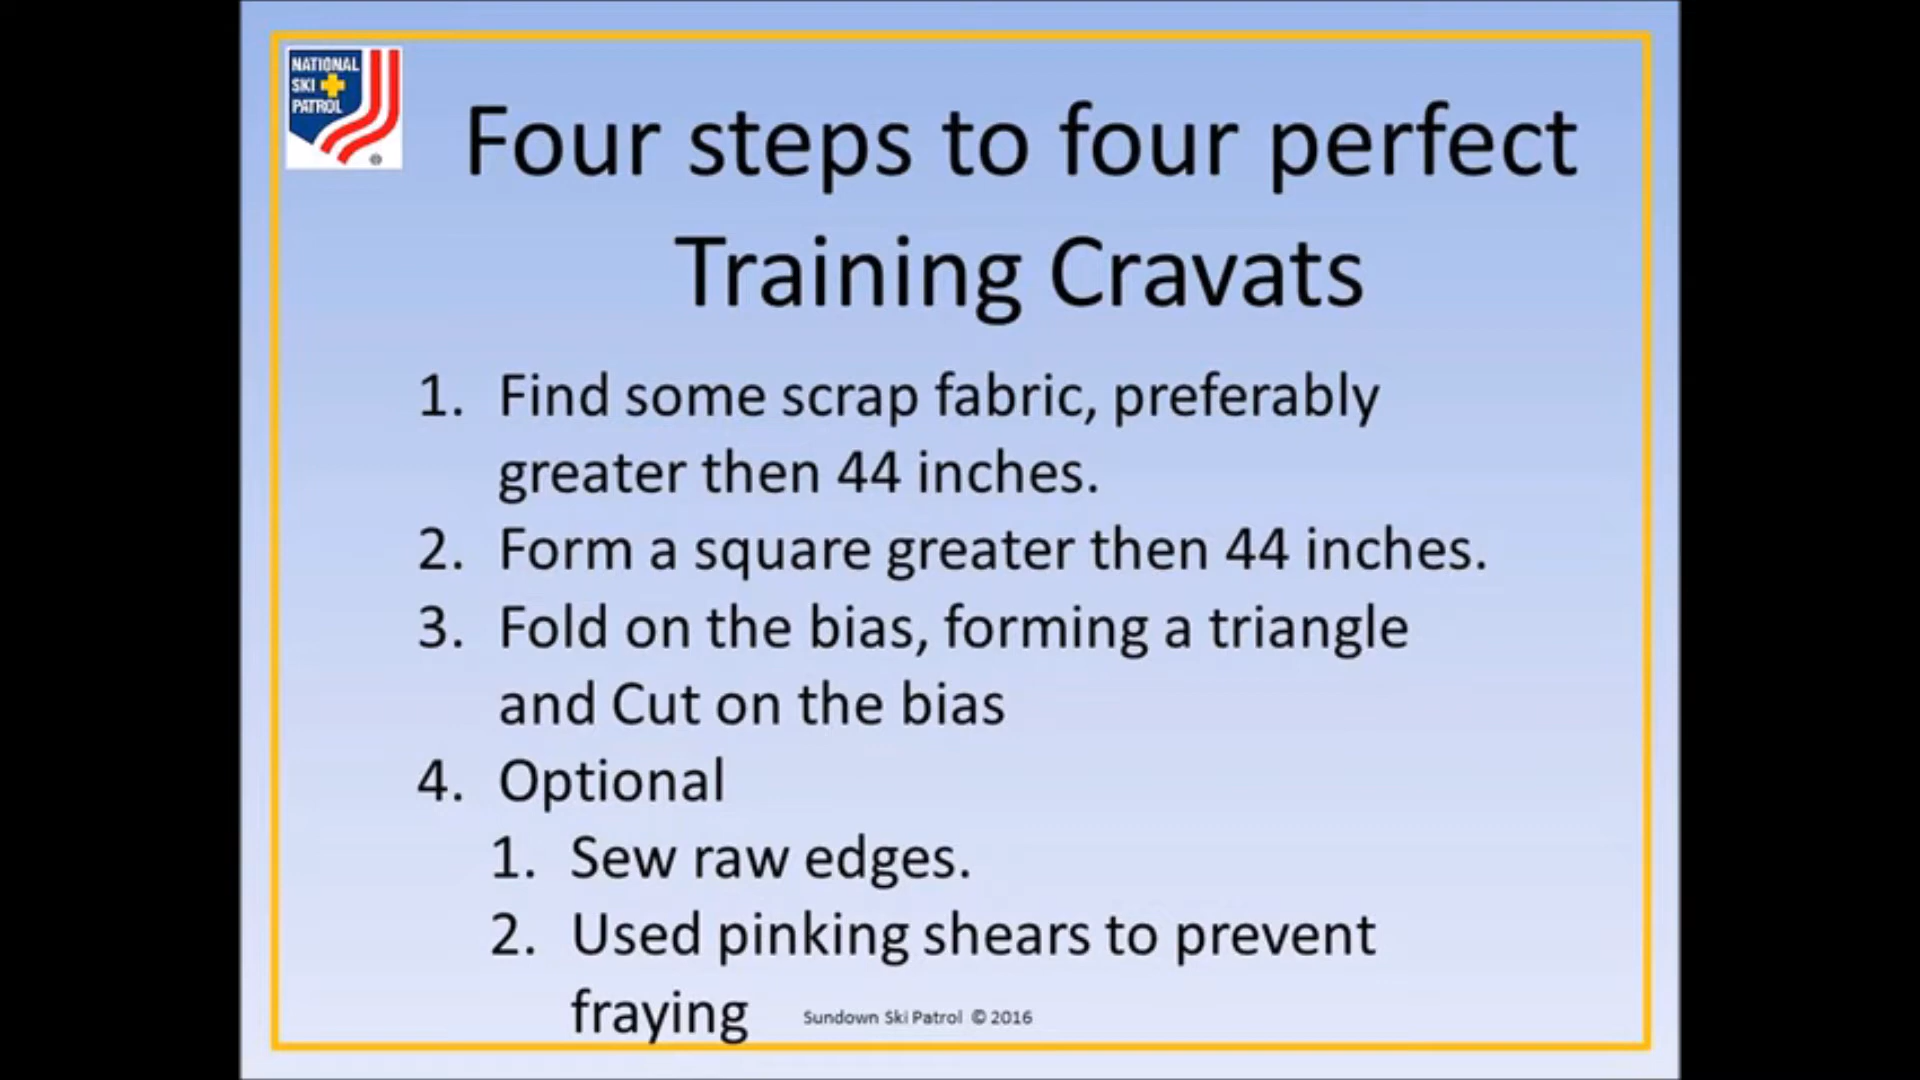 NATIONAL
SKI
PATROL
®
Four steps to four perfect
Training Cravats
1. Find some scrap fabric, preferably
greater then 44 inches.
2. Form a square greater then 44 inches.
3. Fold on the bias, forming a triangle
and Cut on the bias
4. Optional
1. Sew raw edges.
2. Used pinking shears to prevent
fraying
Sundown Ski Patrol © 2016